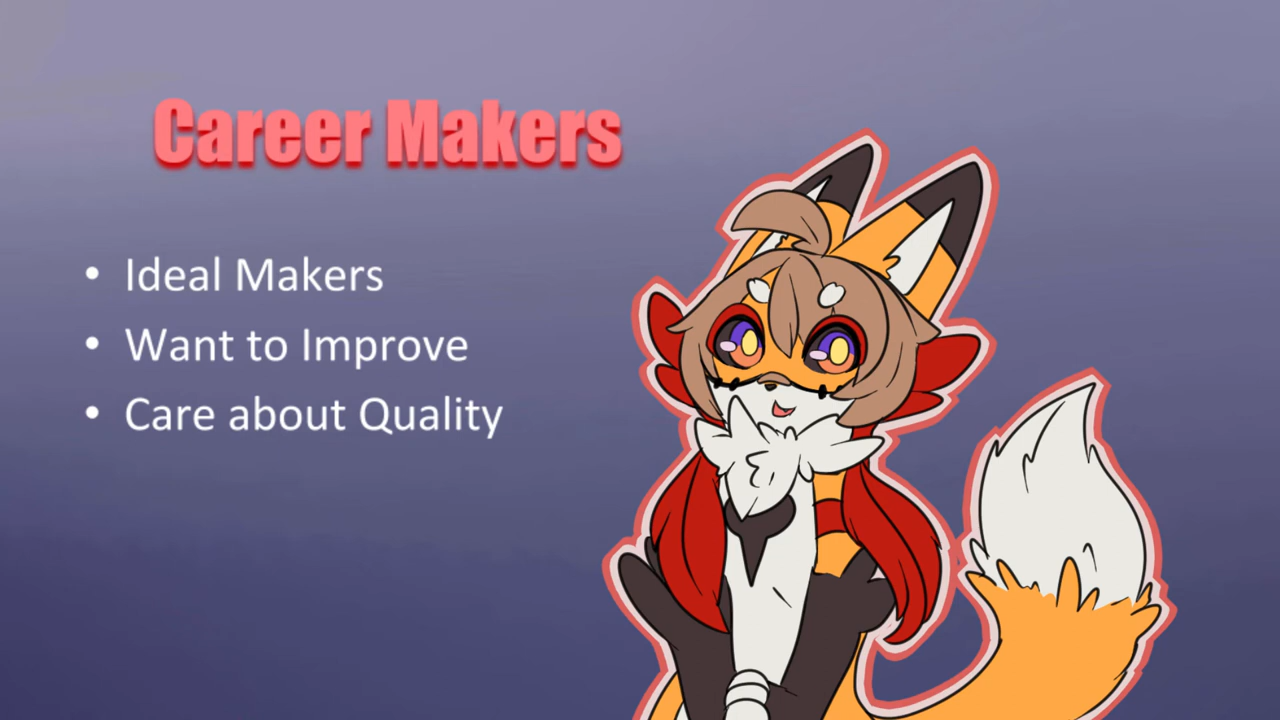 Career Makers
• Ideal Makers
• Want to Improve
• Care about Quality